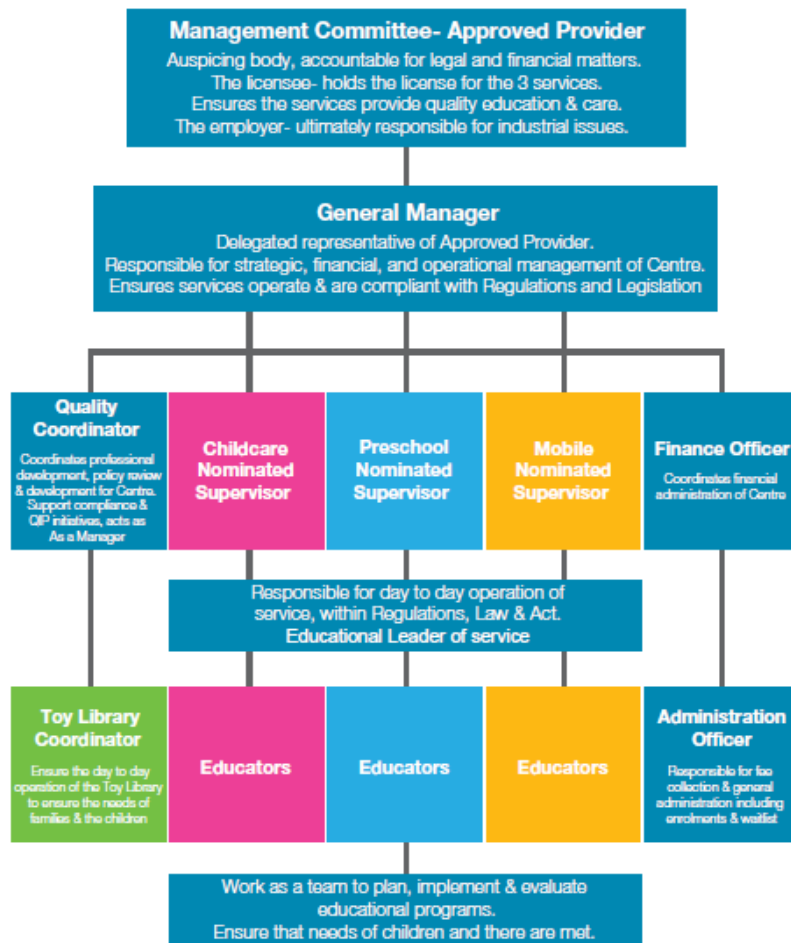 Management Committee- Approved Provider
Auspicing body, accountable for legal and financial matters.
The licensee- holds the license for the 3 services.
Ensures the services provide quality education & care.
The employer- ultimately responsible for industrial issues.
General Manager
Delegated representative of Approved Provider.
Responsible for strategic, financial, and operational management of Centre.
Ensures services operate & are compliant with Regulations and Legislation
Quality
Coordinator
Coordinates professional
development, policy review
& development for Centre.
Support compliance &
QIP initiatives, acts as
As a Manager
Childcare
Nominated
Supervisor
Preschool
Nominated
Supervisor
Mobile
Nominated
Supervisor
Finance Officer
Coordinates financial
administration of Centre
Responsible for day to day operation of
service, within Regulations, Law & Act.
Educational Leader of service
Toy Library
Coordinator
Ensure the day to day
operation of the Toy Library
to ensure the needs of
families & the children
Educators
Educators
Educators
Administration
Officer
Responsible for fee
collection & general
administration including
enrolments & waitlist
Work as a team to plan, implement & evaluate
educational programs.
Ensure that needs of children and there are met.